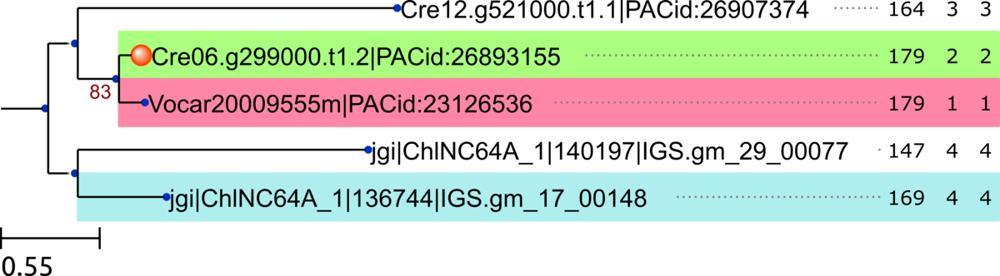 Cre12.g521000.t1.1|PACid:26907374 164 3 3
Cre06.g299000.t1.2|PACid:26893155 179 2 2
83
Vocar20009555m|PACid:23126536 179 1 1
jgi|ChlNC64A_1|140197|IGS.gm_29_00077 147 4 4
jgi|ChlNC64A_1|136744|IGS.gm_17_00148 169 4 4
0.55